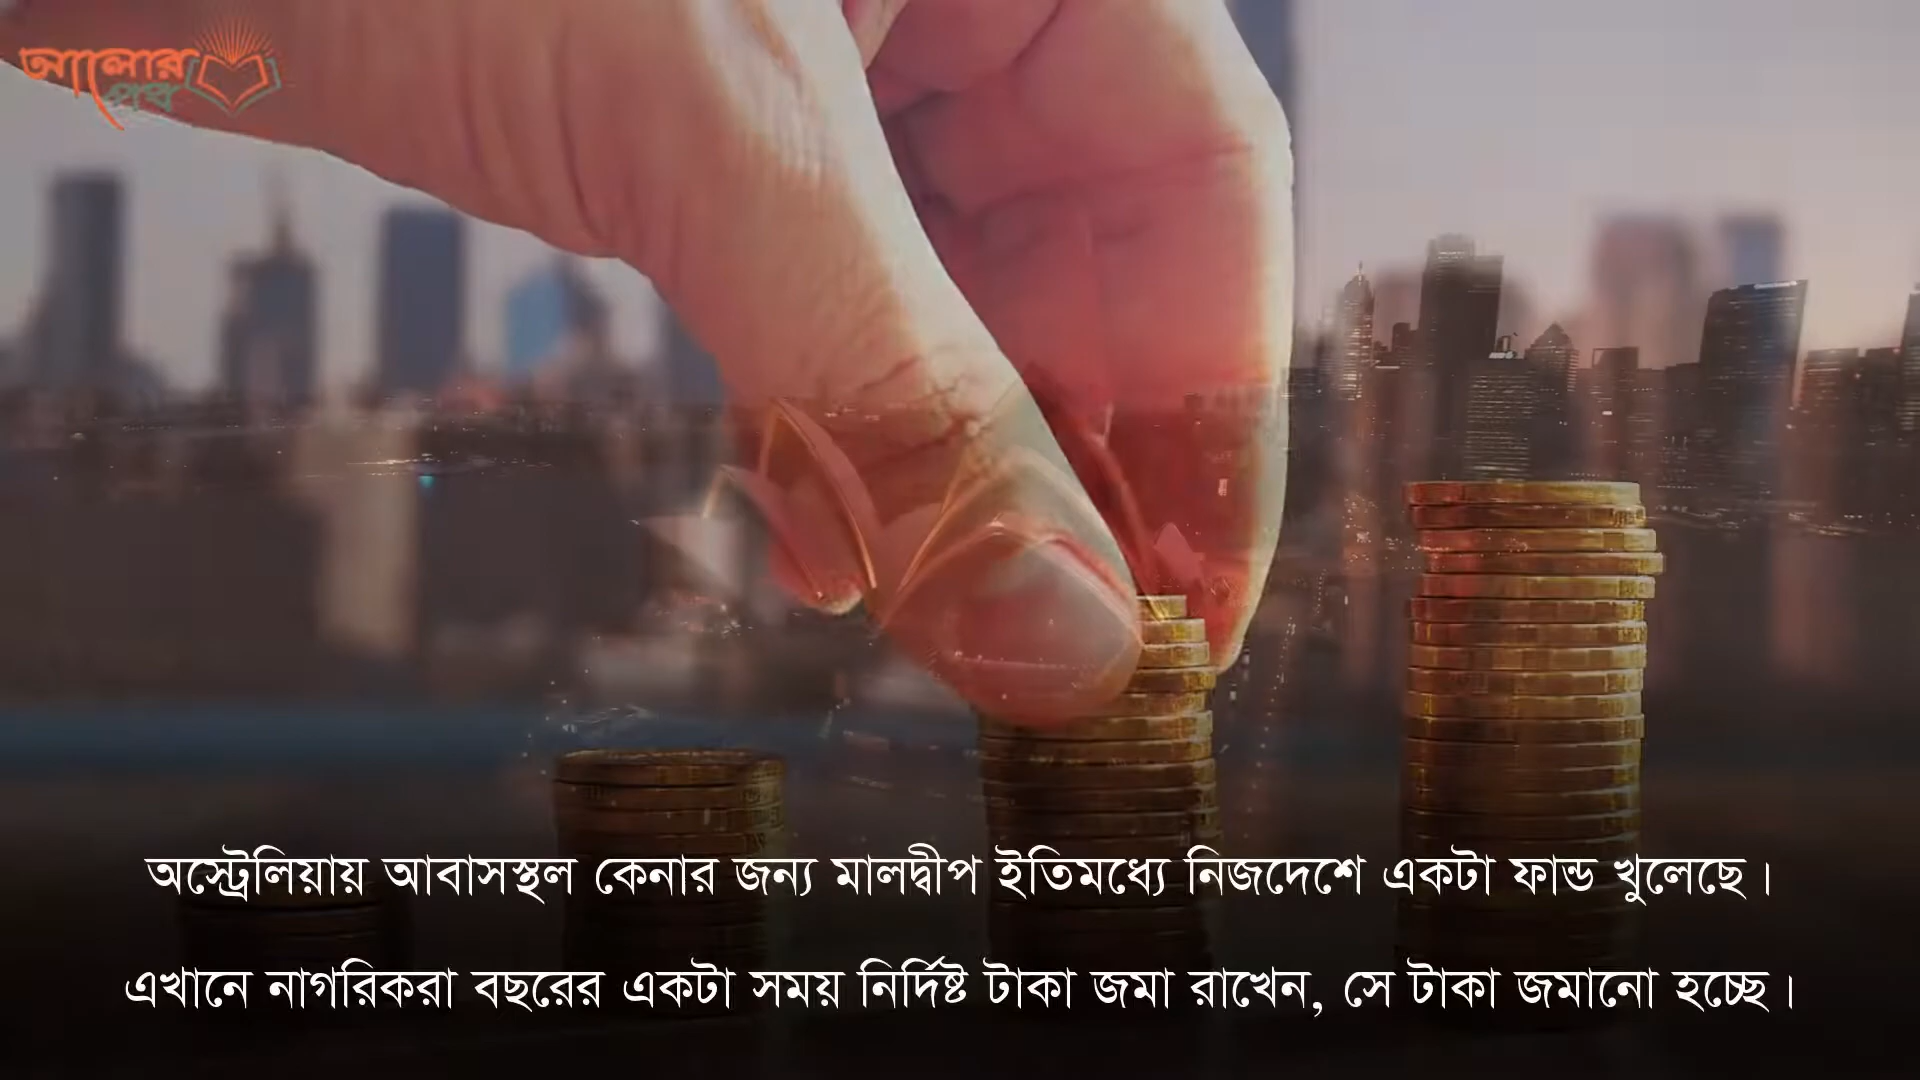 আলোর
পথ
অস্ট্রেলিয়ায় আবাসস্থল কেনার জন্য মালদ্বীপ ইতিমধ্যে নিজদেশে একটা ফান্ড খুলেছে।
এখানে নাগরিকরা বছরের একটা সময় নির্দিষ্ট টাকা জমা রাখেন, সে টাকা জমানো হচ্ছে।